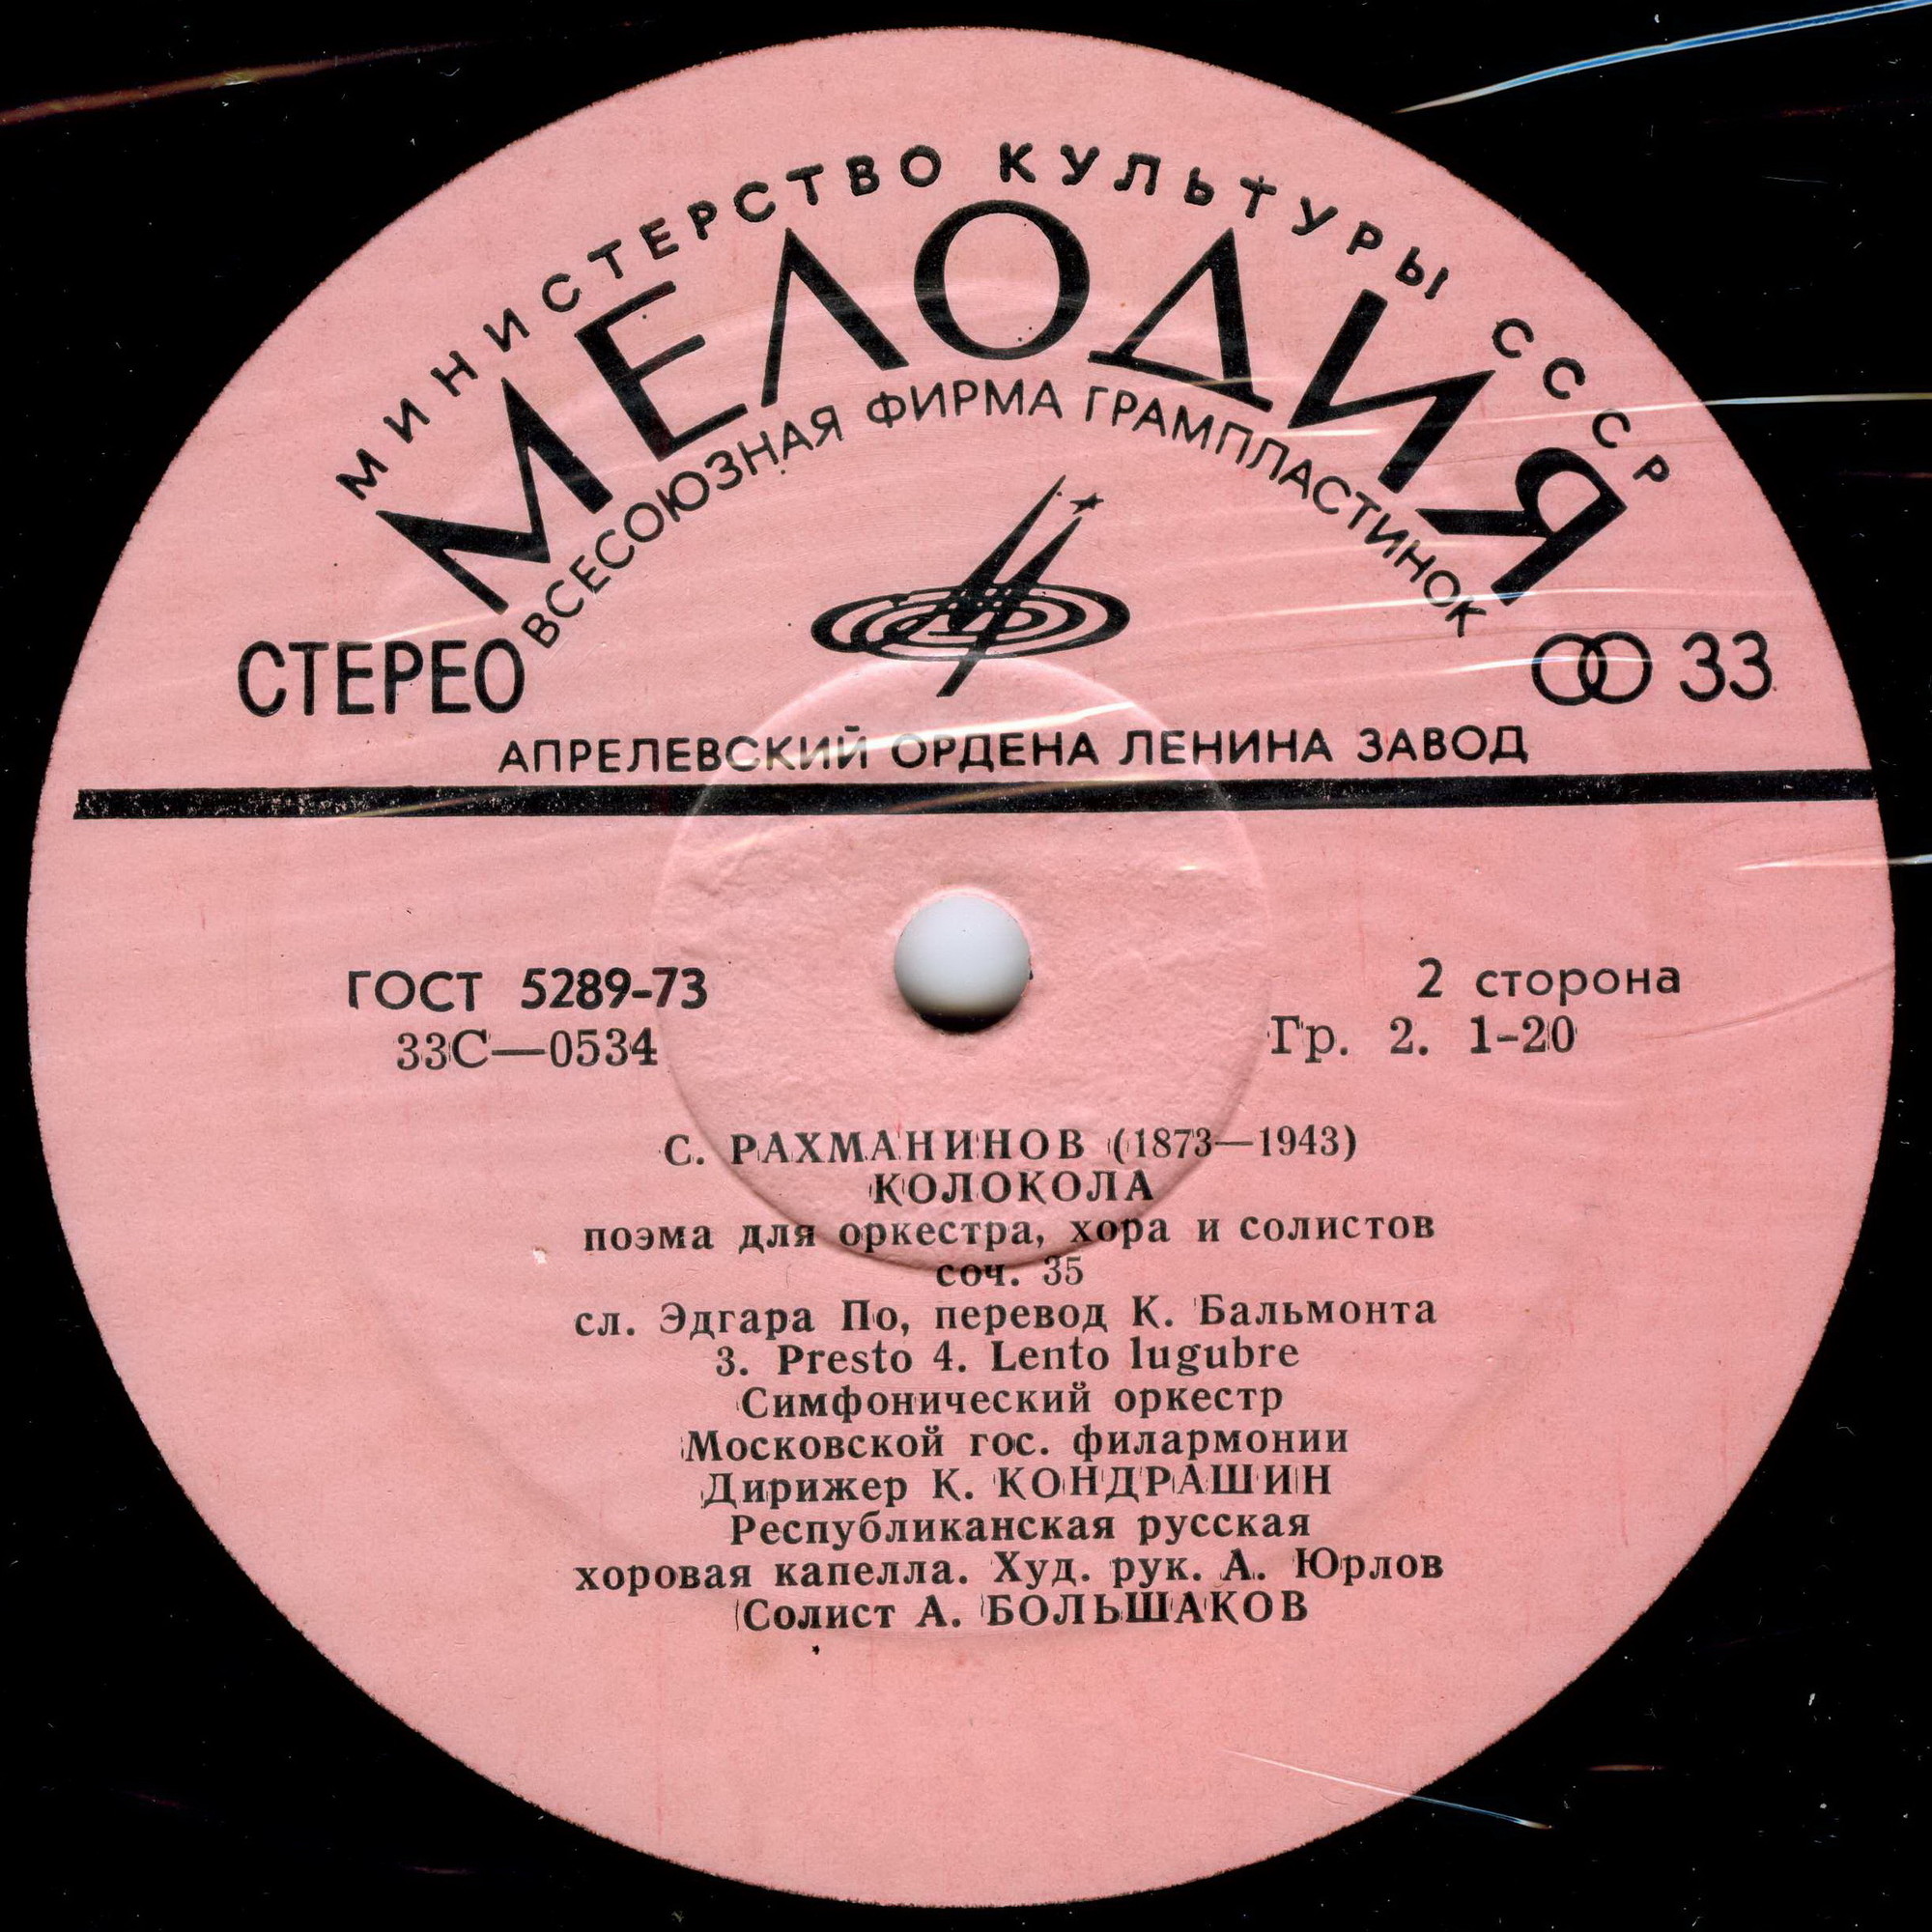 МИНИСТЕРСТВО КУЛЬТУРЫ СССР
МЕЛОДИЯ
ВСЕСОЮЗНАЯ ФИРМА ГРАМПЛАСТИНОК
СТЕРЕО
33
АПРЕЛЕВСКИЙ ОРДЕНА ЛЕНИНА ЗАВОД
ГОСТ 5289-73
2 сторона
33С—0534
Гр. 2. 1-20
С. РАХМАНИНОВ (1873—1943)
КОЛОКОЛА
поэма для оркестра, хора и солистов
соч. 35
сл. Эдгара По, перевод К. Бальмонта
3. Presto 4. Lento lugubre
Симфонический оркестр
Московской гос. филармонии
Дирижер К. КОНДРАШИН
Республиканская русская
хоровая капелла. Худ. рук. А. Юрлов
Солист А. БОЛЬШАКОВ